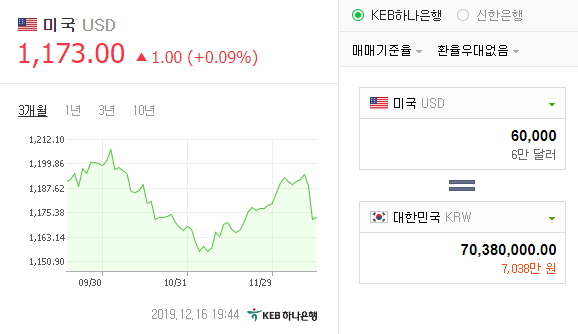 미국 USD
1,173.00 ▲ 1.00 (+0.09%)
3개월 1년 3년 10년
1,212.10
1,199.86
1,187.62
1,175.38
1,163.14
1,150.90
09/30 10/31 11/29
2019.12.16 19:44 KEB 하나은행
KEB하나은행 신한은행
매매기준율 환율우대없음
미국 USD
60,000
6만 달러
대한민국 KRW
70,380,000.00
7,038만 원